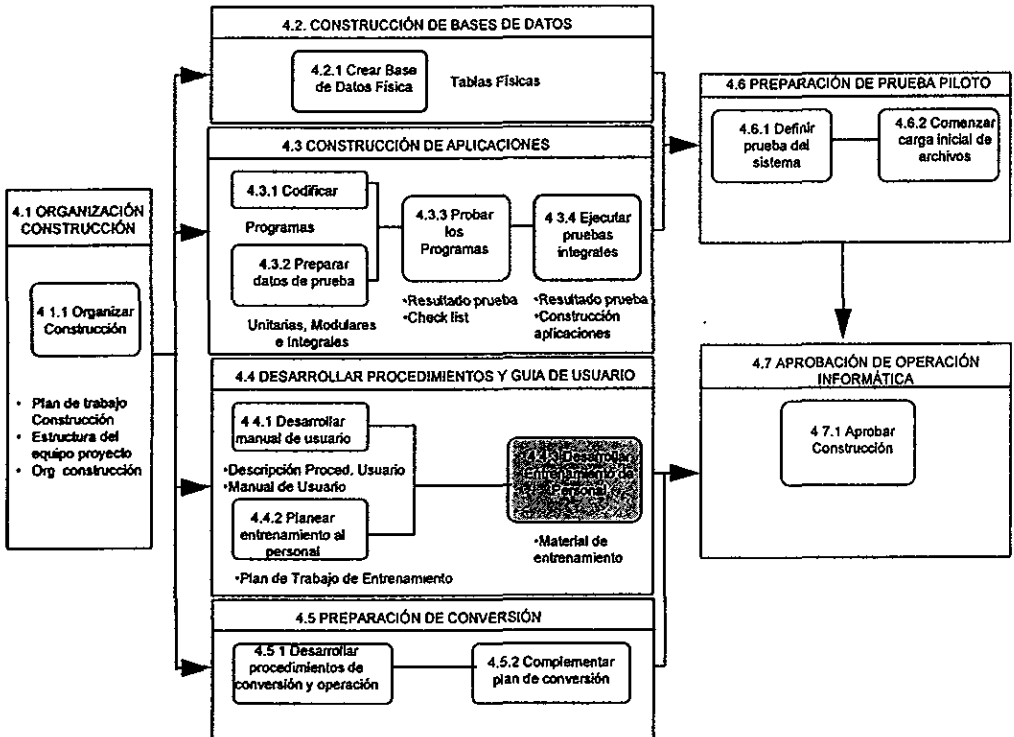 4.2. CONSTRUCCIÓN DE BASES DE DATOS
4.2.1 Crear Base
de Datos Física
Tablas Físicas
4.3 CONSTRUCCIÓN DE APLICACIONES
4.3.1 Codificar
Programas
4.3.2 Preparar
datos de prueba
Unitarias, Modulares
e Integrales
4.3.3 Probar
los
Programas
•Resultado prueba
•Check list
4 3.4 Ejecutar
pruebas
integrales
•Resultado prueba
•Construcción
aplicaciones
4.1 ORGANIZACIÓN
CONSTRUCCIÓN
4 1.1 Organizar
Construcción
• Plan de trabajo
Construcción
• Estructura del
equipo proyecto
• Org construcción
4.4 DESARROLLAR PROCEDIMIENTOS Y GUIA DE USUARIO
4 4.1 Desarrollar
manual de usuario
•Descripción Proced. Usuario
•Manual de Usuario
4.4.2 Planear
entrenamiento al
personal
•Plan de Trabajo de Entrenamiento
4.4.3 Desarrollar
Entrenamiento de
Personal
•Material de
entrenamiento
4.5 PREPARACIÓN DE CONVERSIÓN
4.5 1 Desarrollar
procedimientos de
conversión y operación
4.5.2 Complementar
plan de conversión
4.6 PREPARACIÓN DE PRUEBA PILOTO
4.6.1 Definir
prueba del
sistema
4.6.2 Comenzar
carga inicial de
archivos
4.7 APROBACIÓN DE OPERACIÓN
INFORMÁTICA
4 7.1 Aprobar
Construcción